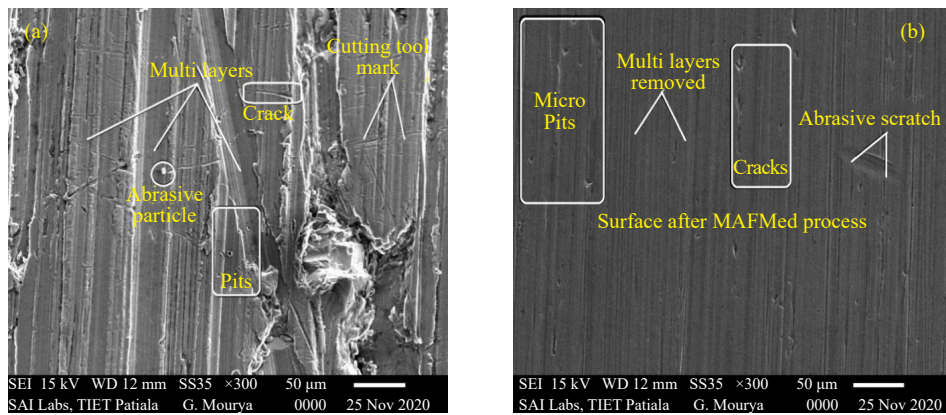 (a)
Cutting tool
mark
Multi layers
Crack
Abrasive
particle
Pits
SEI 15 kV WD 12 mm SS35 ×300 50 μm
SAI Labs, TIET Patiala G. Mourya 0000 25 Nov 2020
(b)
Micro
Pits
Multi layers
removed
Cracks
Abrasive scratch
Surface after MAFMed process
SEI 15 kV WD 12 mm SS35 ×300 50 μm
SAI Labs, TIET Patiala G. Mourya 0000 25 Nov 2020